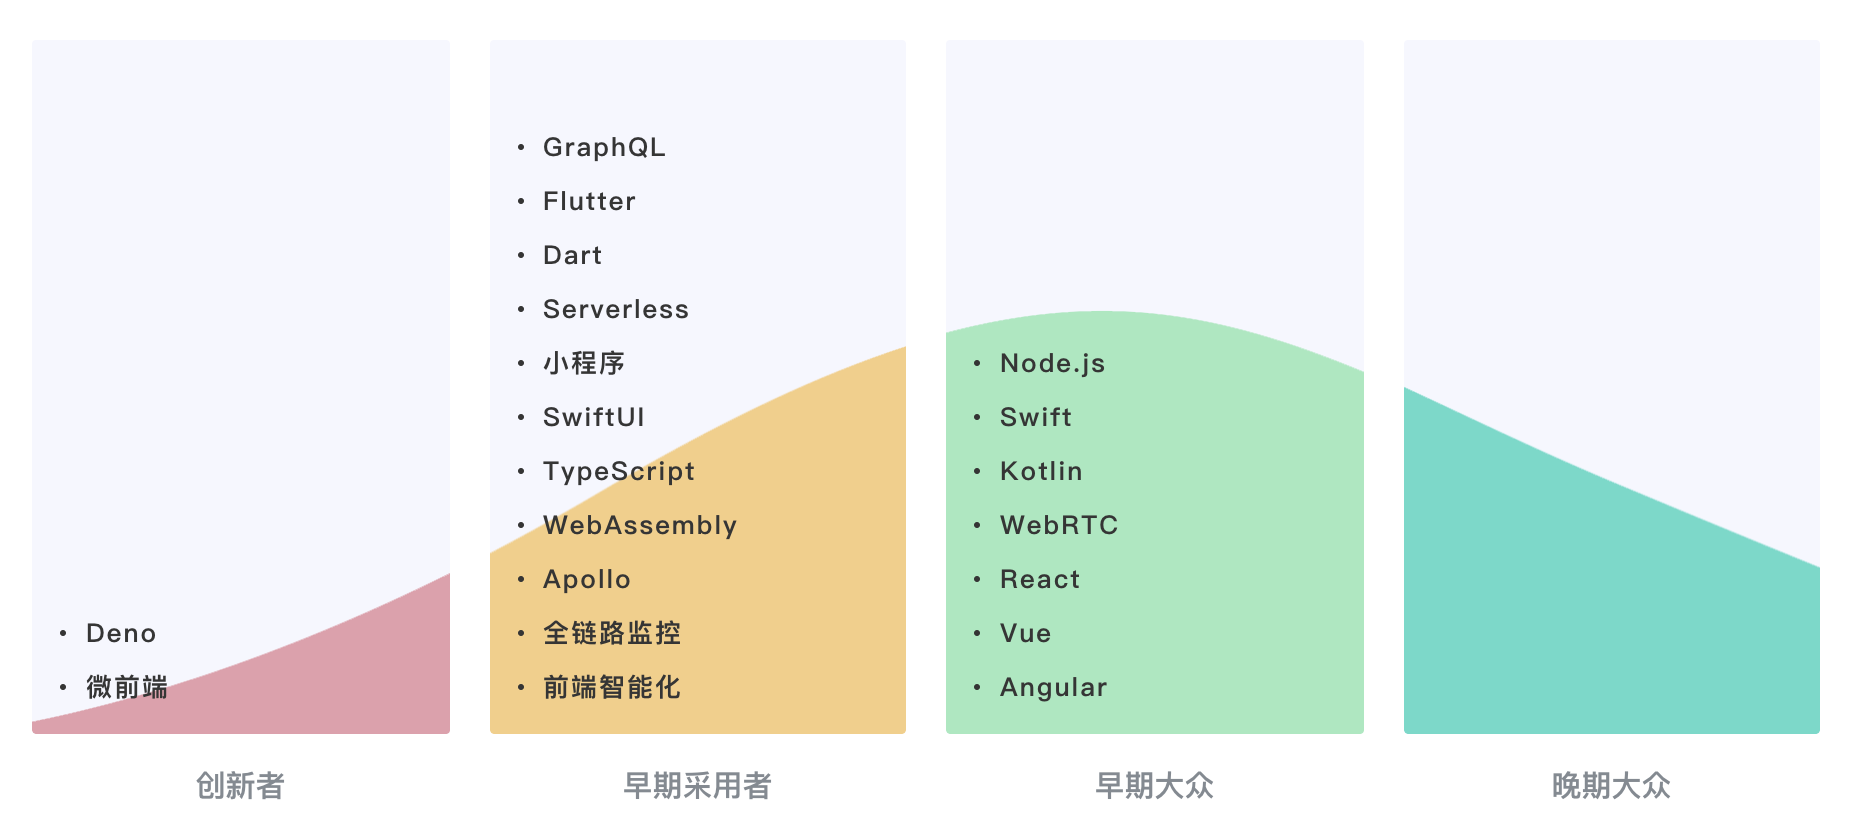 • Deno
• 微前端
创新者
• GraphQL
• Flutter
• Dart
• Serverless
• 小程序
• SwiftUI
• TypeScript
• WebAssembly
• Apollo
• 全链路监控
• 前端智能化
早期采用者
• Node.js
• Swift
• Kotlin
• WebRTC
• React
• Vue
• Angular
早期大众
晚期大众